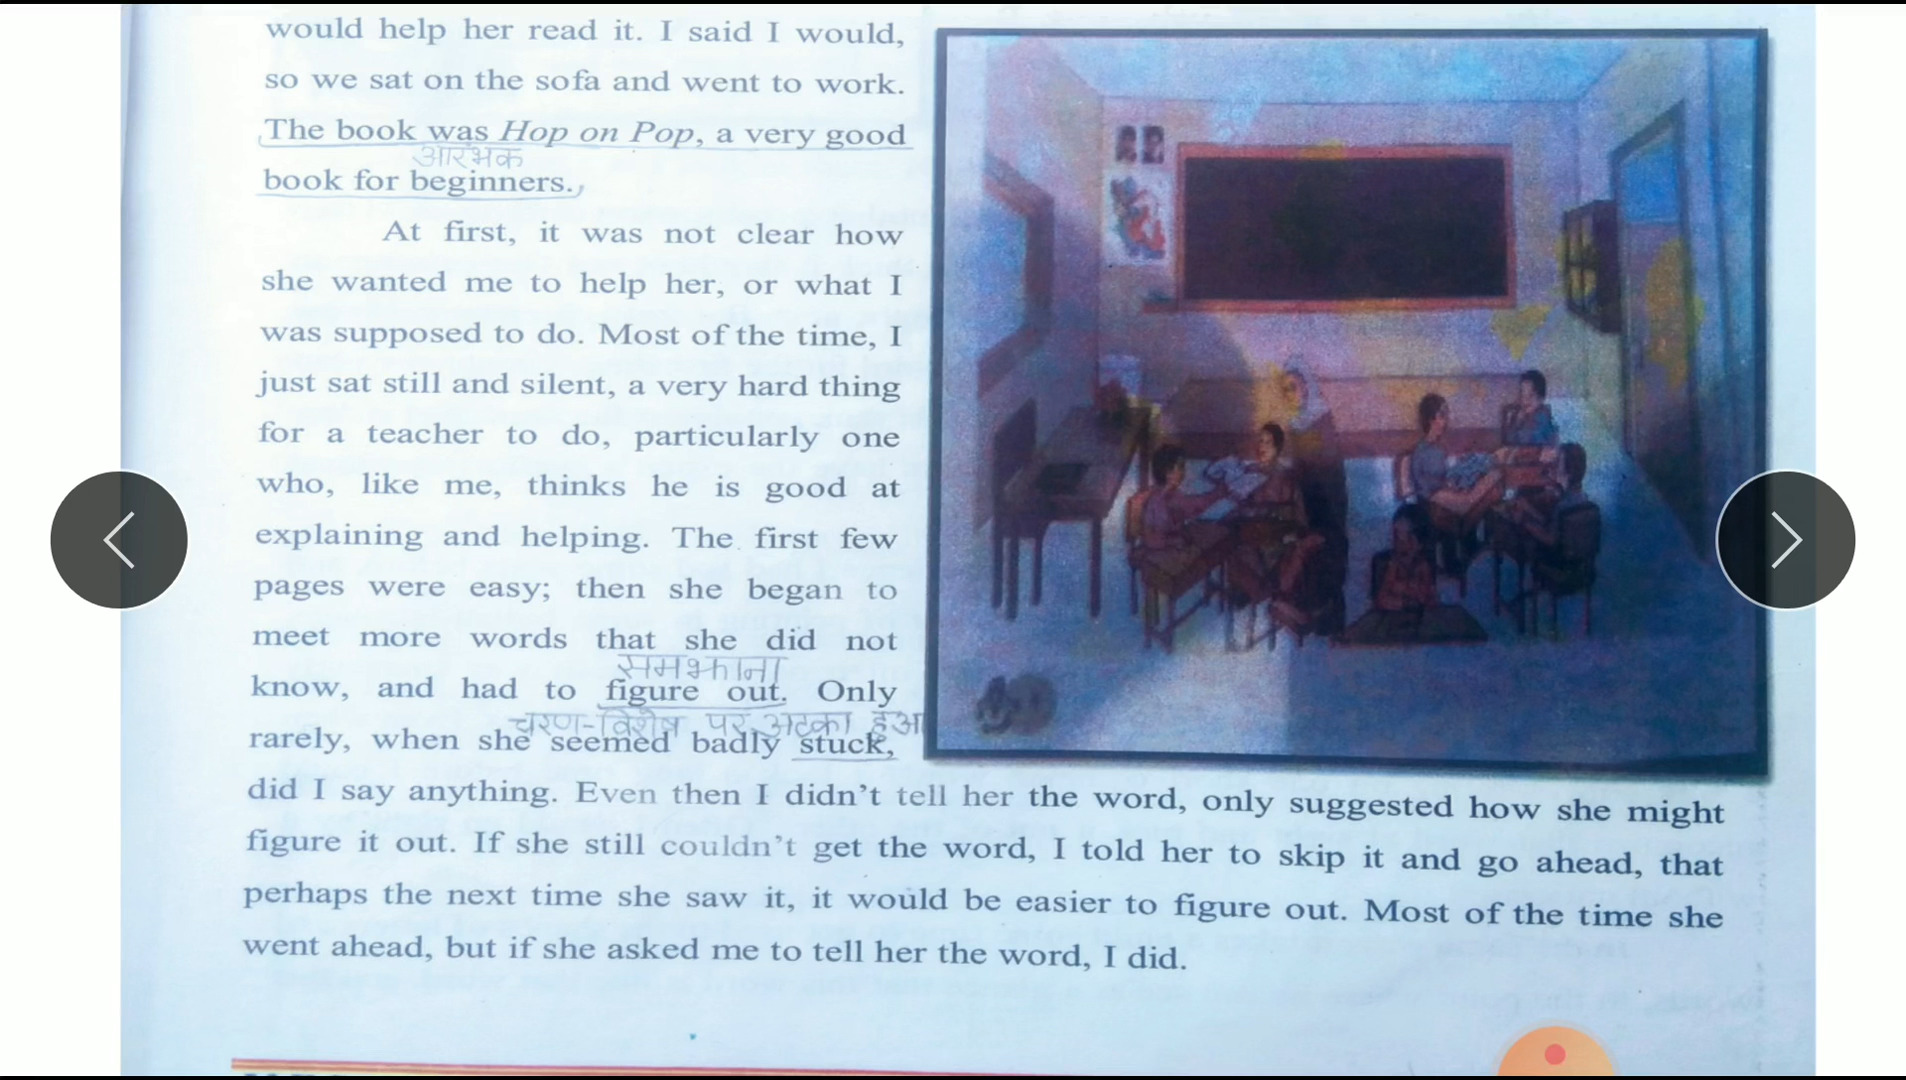 would help her read it. I said I would,
so we sat on the sofa and went to work.
The book was Hop on Pop, a very good
आरंभक
book for beginners.
At first, it was not clear how
she wanted me to help her, or what I
was supposed to do. Most of the time, I
just sat still and silent, a very hard thing
for a teacher to do, particularly one
who, like me, thinks he is good at
explaining and helping. The first few
pages were easy; then she began to
meet more words that she did not
समझाना
know, and had to figure out. Only
चरण-विशेष पर अटका हुआ
rarely, when she seemed badly stuck,
did I say anything. Even then I didn't tell her the word, only suggested how she might
figure it out. If she still couldn't get the word, I told her to skip it and go ahead, that
perhaps the next time she saw it, it would be easier to figure out. Most of the time she
went ahead, but if she asked me to tell her the word, I did.